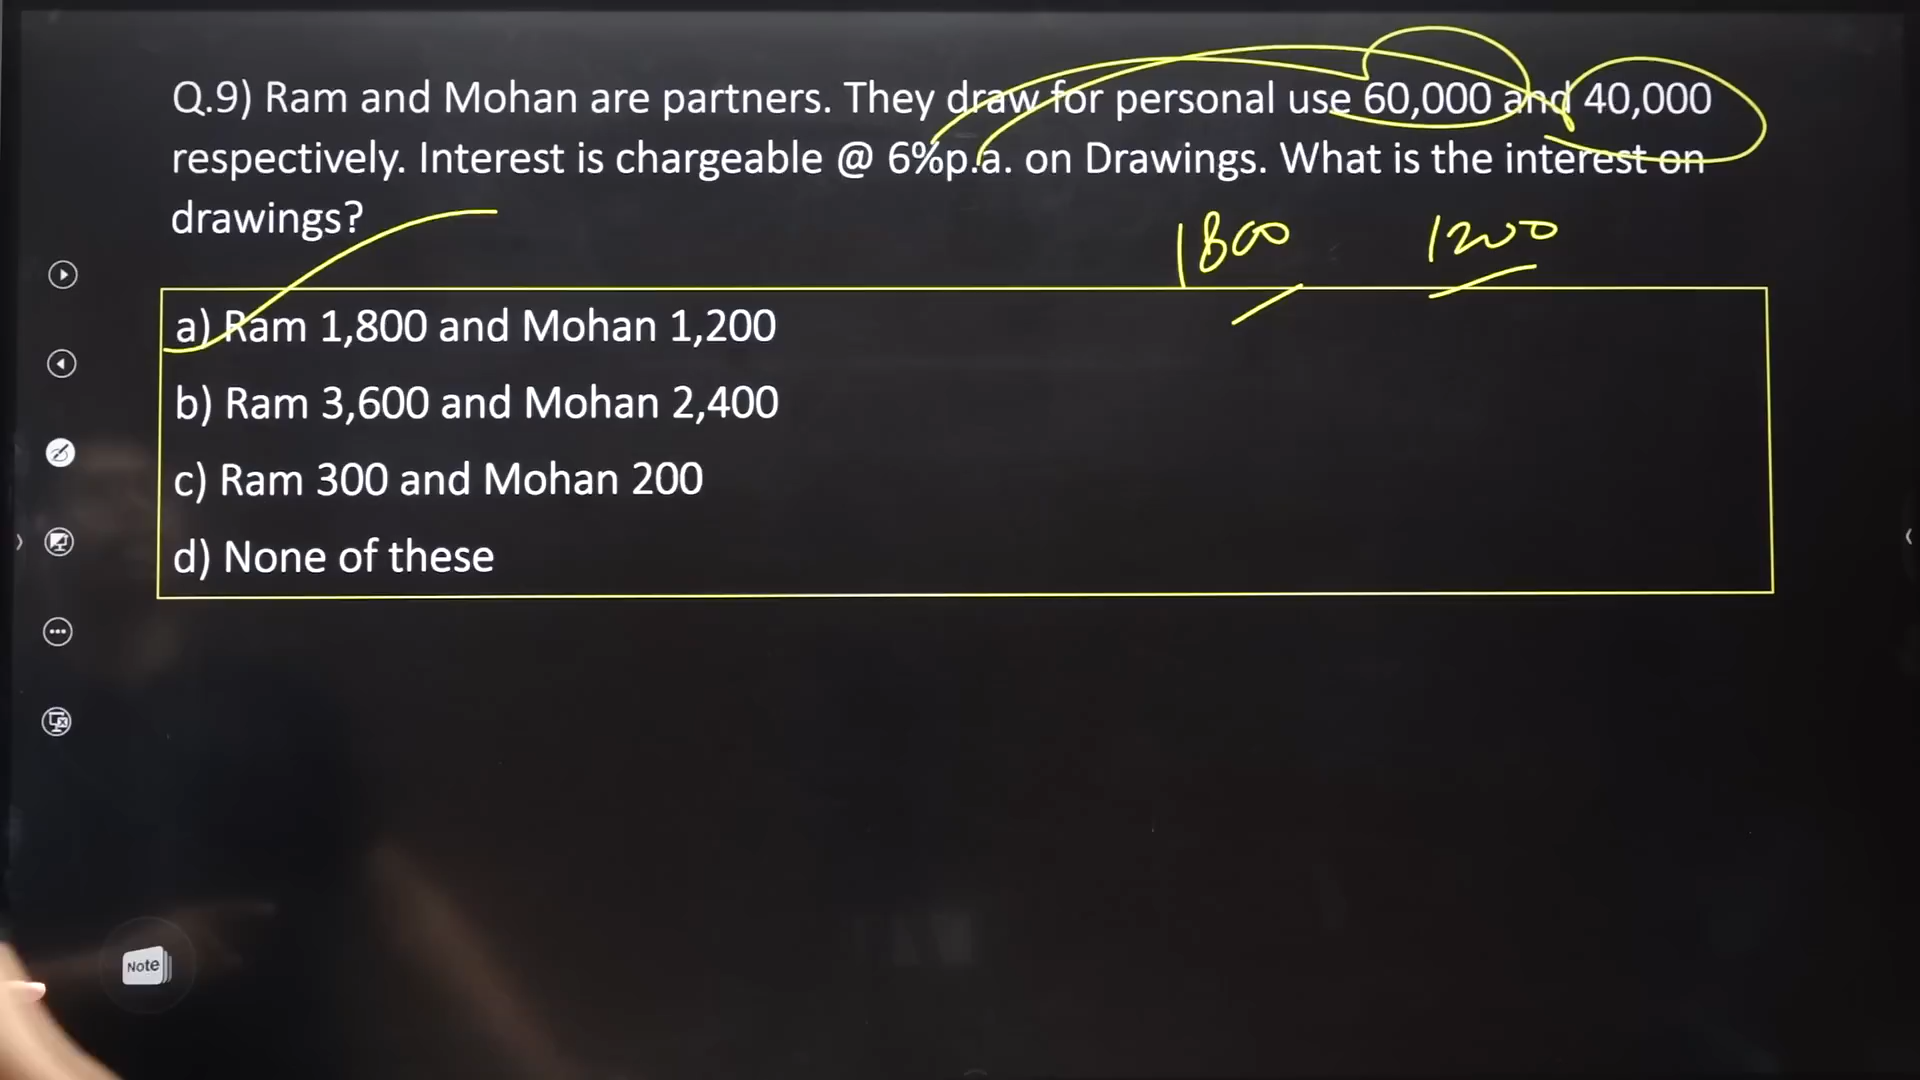 Q.9) Ram and Mohan are partners. They draw for personal use 60,000 and 40,000
respectively. Interest is chargeable @ 6%p.a. on Drawings. What is the interest on
drawings?
1800 1200
a) Ram 1,800 and Mohan 1,200
b) Ram 3,600 and Mohan 2,400
c) Ram 300 and Mohan 200
d) None of these
Note